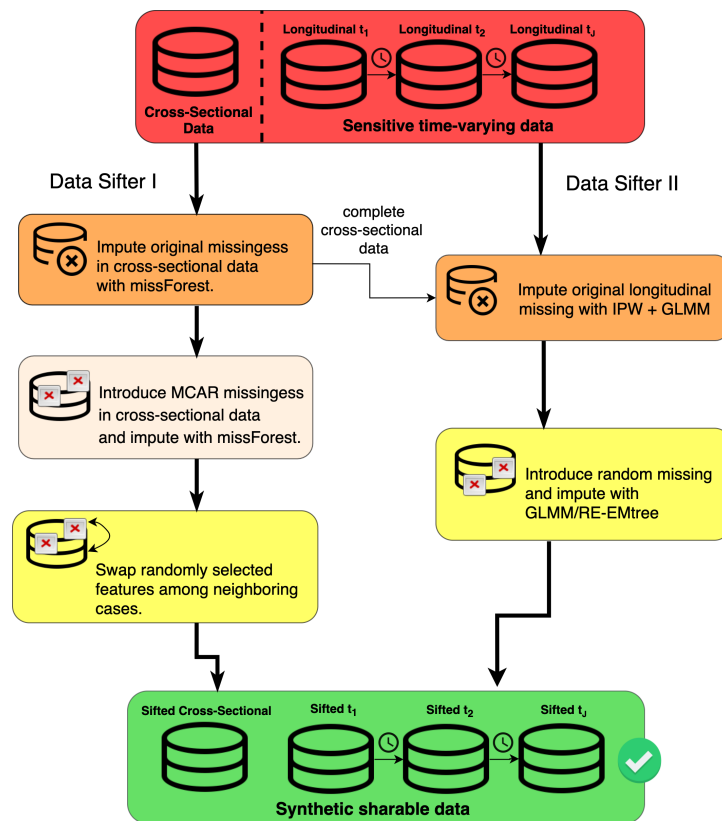 Longitudinal t1
Longitudinal t2
Longitudinal tJ
Cross-Sectional
Data
Sensitive time-varying data
Data Sifter I
Data Sifter II
complete
cross-sectional
data
Impute original missingess
in cross-sectional data
with missForest.
Impute original longitudinal
missing with IPW + GLMM
Introduce MCAR missingess
in cross-sectional data
and impute with missForest.
Introduce random missing
and impute with
GLMM/RE-EMtree
Swap randomly selected
features among neighboring
cases.
Sifted Cross-Sectional
Sifted t1
Sifted t2
Sifted tJ
Synthetic sharable data